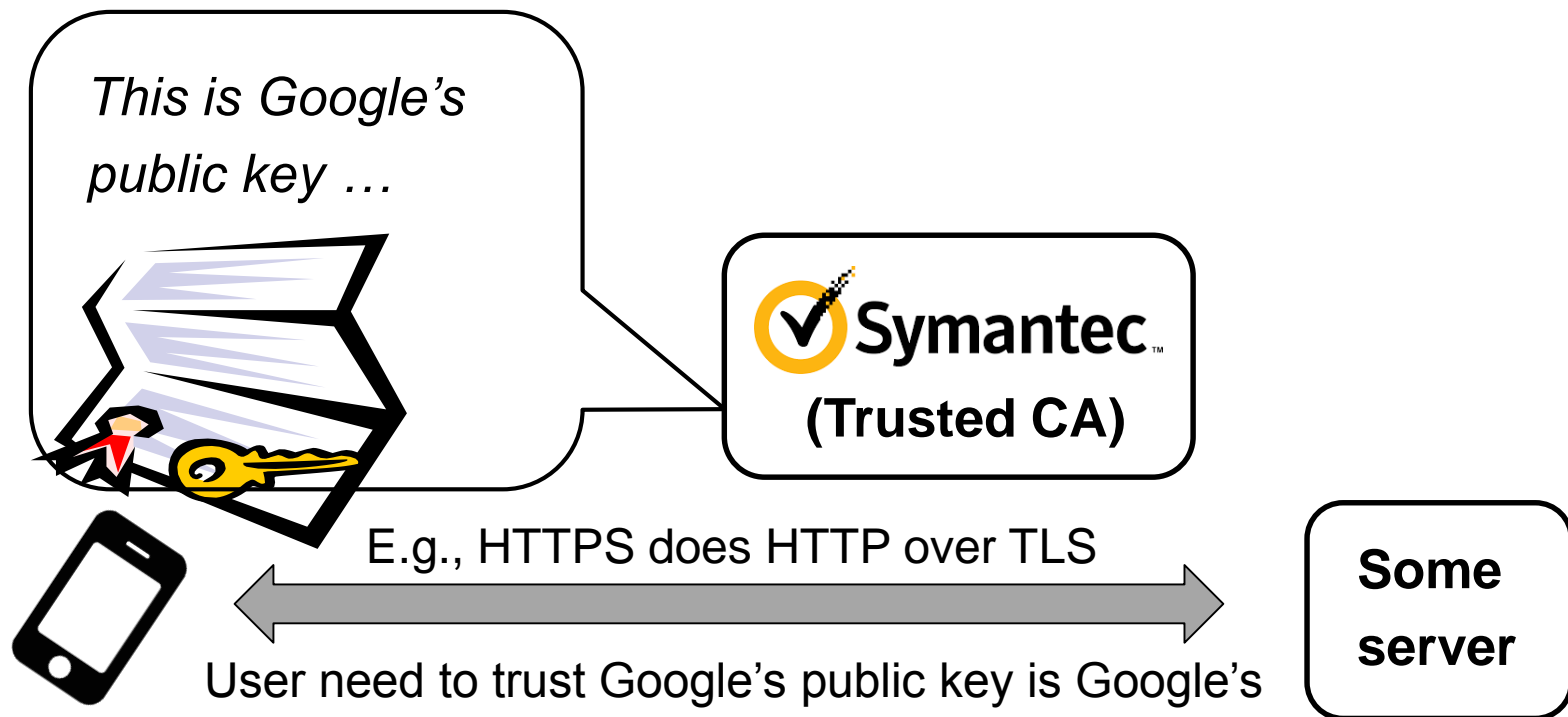 This is Google’s
public key …
Symantec™
(Trusted CA)
E.g., HTTPS does HTTP over TLS
Some
server
User need to trust Google’s public key is Google’s